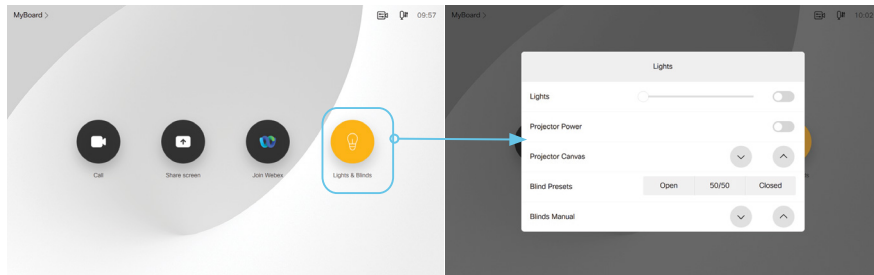 MyBoard >
09:57
Call
Share screen
Join Webex
Lights & Blinds
MyBoard >
10:02
Lights
Lights
Projector Power
Projector Canvas
Blind Presets
Open 50/50 Closed
Blinds Manual